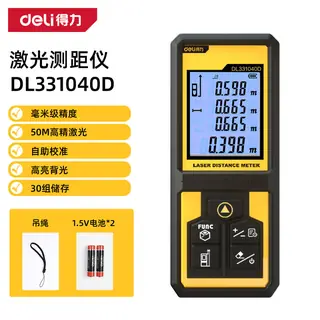 deli得力
激光测距仪
DL331040D
毫米级精度
50M高精激光
自助校准
高亮背光
30组储存
吊绳
1.5V电池*2
deli得力
DL331040D
0.598 m
0.665 m
0.665 m
0.398 m
LASER DISTANCE METER
FUNC